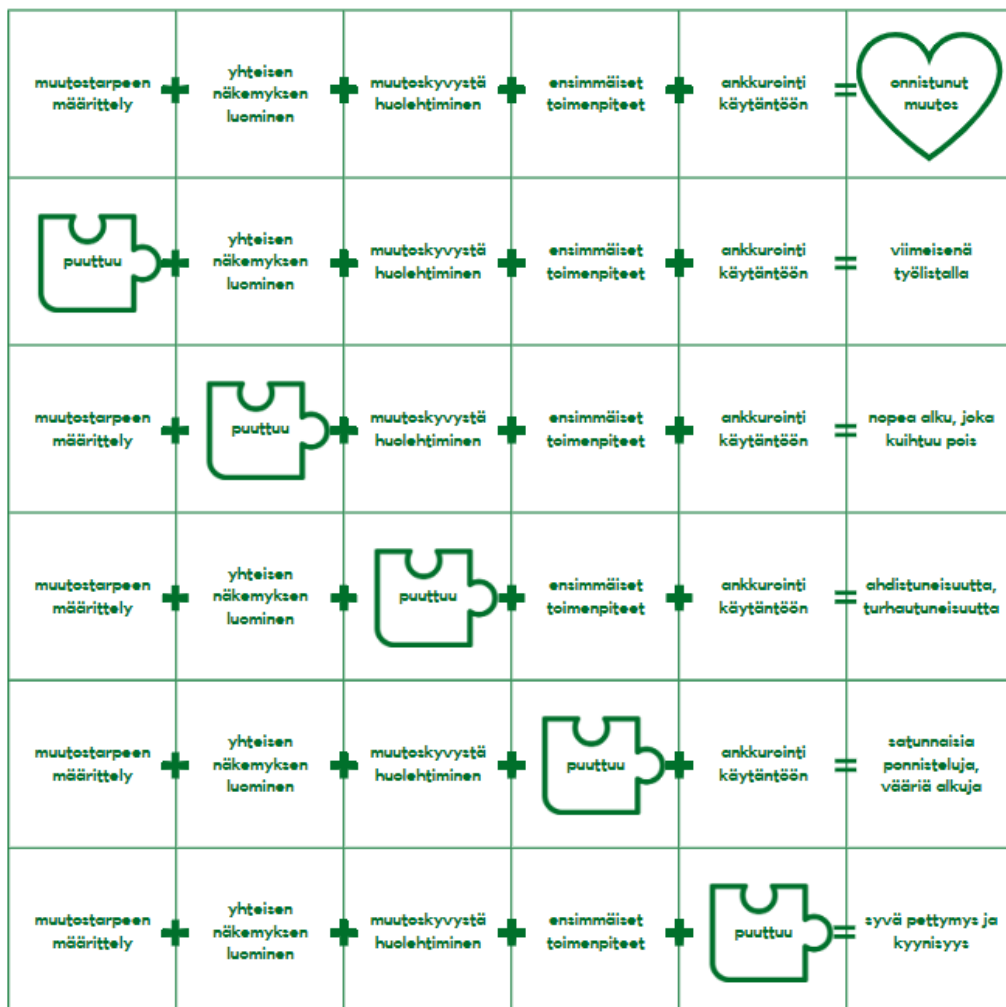 muutostarpeen määrittely + yhteisen näkemyksen luominen + muutoskyvystä huolehtiminen + ensimmäiset toimenpiteet + ankkurointi käytäntöön = onnistunut muutos
puuttuu + yhteisen näkemyksen luominen + muutoskyvystä huolehtiminen + ensimmäiset toimenpiteet + ankkurointi käytäntöön = viimeisenä työlistalla
muutostarpeen määrittely + puuttuu + muutoskyvystä huolehtiminen + ensimmäiset toimenpiteet + ankkurointi käytäntöön = nopea alku, joka kuihtuu pois
muutostarpeen määrittely + yhteisen näkemyksen luominen + puuttuu + ensimmäiset toimenpiteet + ankkurointi käytäntöön = ahdistuneisuutta, turhautuneisuutta
muutostarpeen määrittely + yhteisen näkemyksen luominen + muutoskyvystä huolehtiminen + puuttuu + ankkurointi käytäntöön = satunnaisia ponnisteluja, vääriä alkuja
muutostarpeen määrittely + yhteisen näkemyksen luominen + muutoskyvystä huolehtiminen + ensimmäiset toimenpiteet + puuttuu = syvä pettymys ja kyynisyys